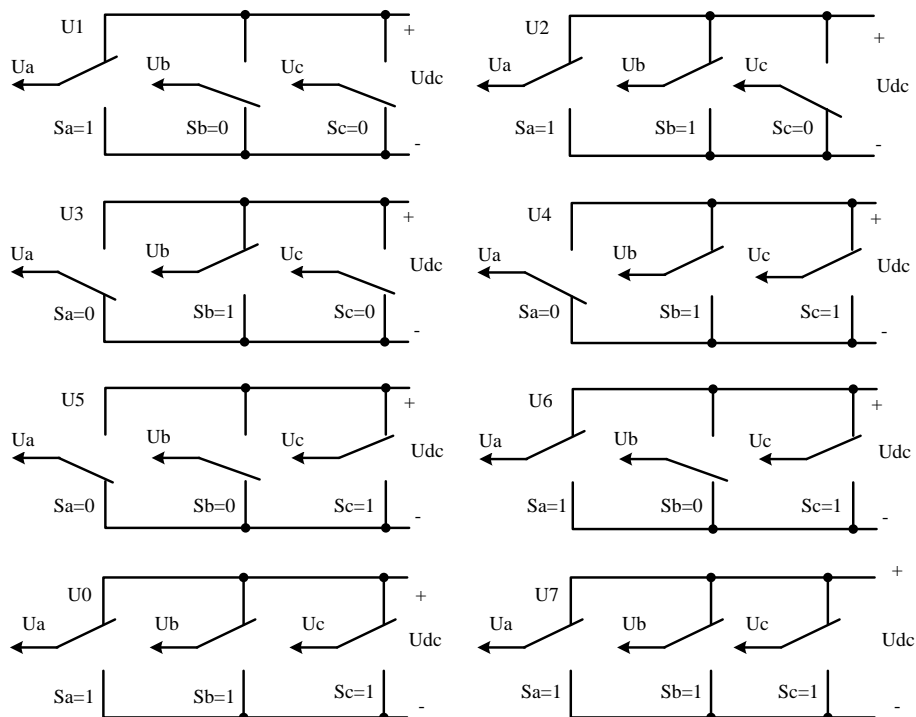 U1
+
Ua
Ub
Uc
Udc
Sa=1
Sb=0
Sc=0
-
U2
+
Ua
Ub
Uc
Udc
Sa=1
Sb=1
Sc=0
-
U3
+
Ua
Ub
Uc
Udc
Sa=0
Sb=1
Sc=0
-
U4
+
Ua
Ub
Uc
Udc
Sa=0
Sb=1
Sc=1
-
U5
+
Ua
Ub
Uc
Udc
Sa=0
Sb=0
Sc=1
-
U6
+
Ua
Ub
Uc
Udc
Sa=1
Sb=0
Sc=1
-
U0
+
Ua
Ub
Uc
Udc
Sa=1
Sb=1
Sc=1
-
U7
+
Ua
Ub
Uc
Udc
Sa=1
Sb=1
Sc=1
-